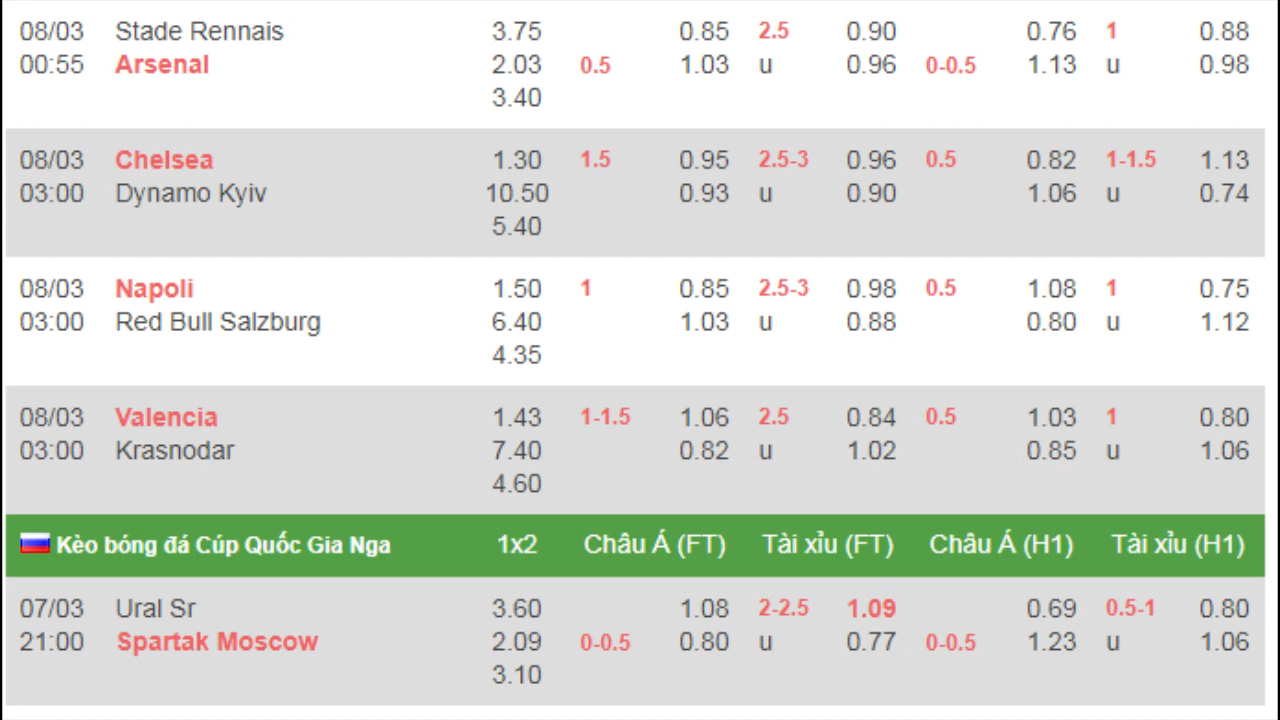 08/03 Stade Rennais 3.75 0.85 2.5 0.90 0.76 1 0.88
00:55 Arsenal 2.03 0.5 1.03 u 0.96 0-0.5 1.13 u 0.98
3.40
08/03 Chelsea 1.30 1.5 0.95 2.5-3 0.96 0.5 0.82 1-1.5 1.13
03:00 Dynamo Kyiv 10.50 0.93 u 0.90 1.06 u 0.74
5.40
08/03 Napoli 1.50 1 0.85 2.5-3 0.98 0.5 1.08 1 0.75
03:00 Red Bull Salzburg 6.40 1.03 u 0.88 0.80 u 1.12
4.35
08/03 Valencia 1.43 1-1.5 1.06 2.5 0.84 0.5 1.03 1 0.80
03:00 Krasnodar 7.40 0.82 u 1.02 0.85 u 1.06
4.60
Kèo bóng đá Cúp Quốc Gia Nga 1x2 Châu Á (FT) Tài xỉu (FT) Châu Á (H1) Tài xỉu (H1)
07/03 Ural Sr 3.60 1.08 2-2.5 1.09 0.69 0.5-1 0.80
21:00 Spartak Moscow 2.09 0-0.5 0.80 u 0.77 0-0.5 1.23 u 1.06
3.10